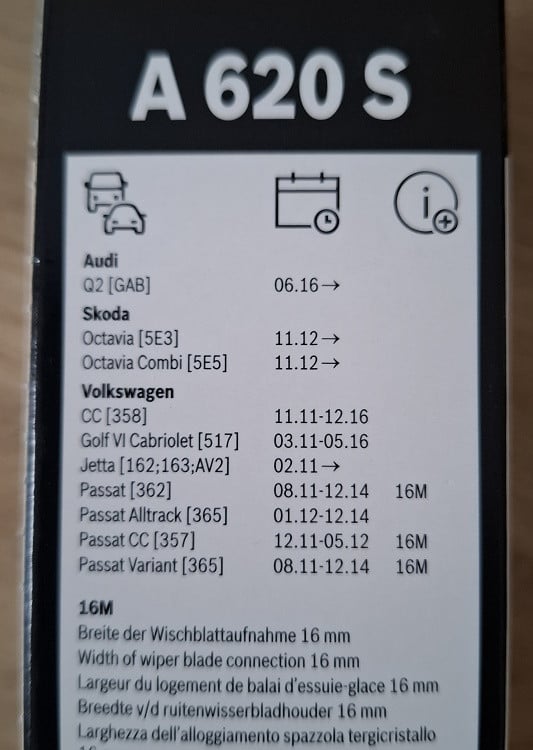 A 620 S
Audi
Q2 [GAB] 06.16→
Skoda
Octavia [5E3] 11.12→
Octavia Combi [5E5] 11.12→
Volkswagen
CC [358] 11.11-12.16
Golf VI Cabriolet [517] 03.11-05.16
Jetta [162;163;AV2] 02.11→
Passat [362] 08.11-12.14 16M
Passat Alltrack [365] 01.12-12.14
Passat CC [357] 12.11-05.12 16M
Passat Variant [365] 08.11-12.14 16M
16M
Breite der Wischblattaufnahme 16 mm
Width of wiper blade connection 16 mm
Largeur du logement de balai d'essuie-glace 16 mm
Breedte v/d ruitenwisserbladhouder 16 mm
Larghezza dell'alloggiamento spazzola tergicristallo